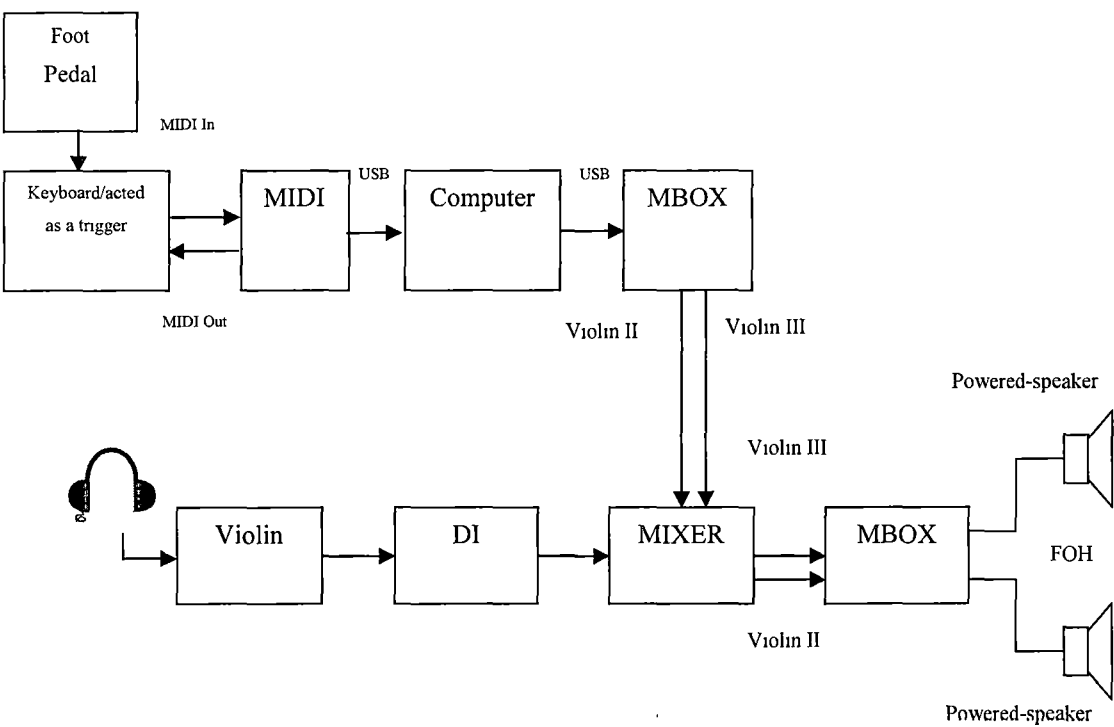 Foot
Pedal
MIDI In
Keyboard/acted
as a trigger
MIDI
USB
Computer
USB
MBOX
MIDI Out
Violin II
Violin III
Powered-speaker
Violin III
Violin
DI
MIXER
MBOX
FOH
Violin II
Powered-speaker